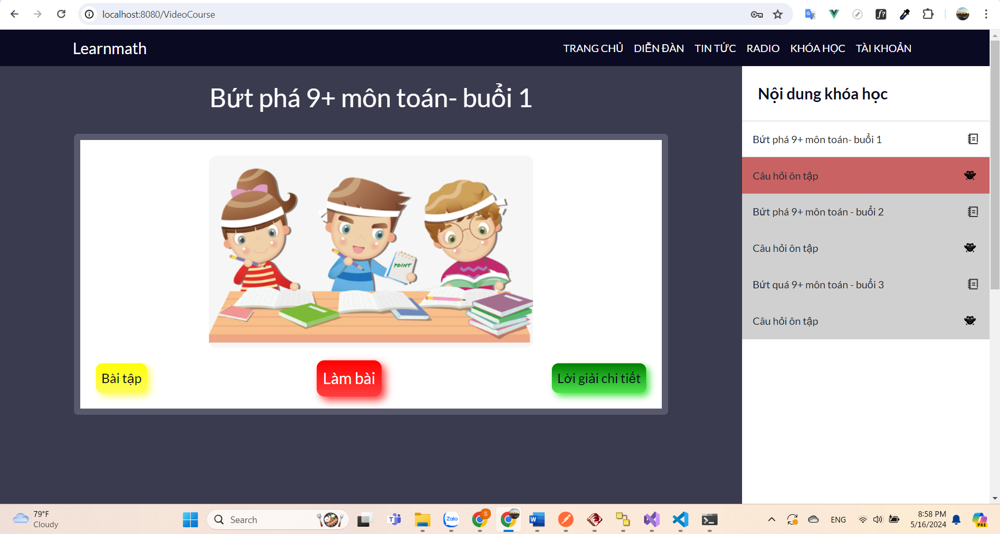 localhost:8080/VideoCourse
Learnmath
TRANG CHỦ DIỄN ĐÀN TIN TỨC RADIO KHÓA HỌC TÀI KHOẢN
Bứt phá 9+ môn toán- buổi 1
POINT
Bài tập
Làm bài
Lời giải chi tiết
Nội dung khóa học
Bứt phá 9+ môn toán- buổi 1
Câu hỏi ôn tập
Bứt phá 9+ môn toán - buổi 2
Câu hỏi ôn tập
Bứt quá 9+ môn toán - buổi 3
Câu hỏi ôn tập
79°F
Cloudy
Search
Zalo
S
ENG
8:58 PM
5/16/2024
PRE